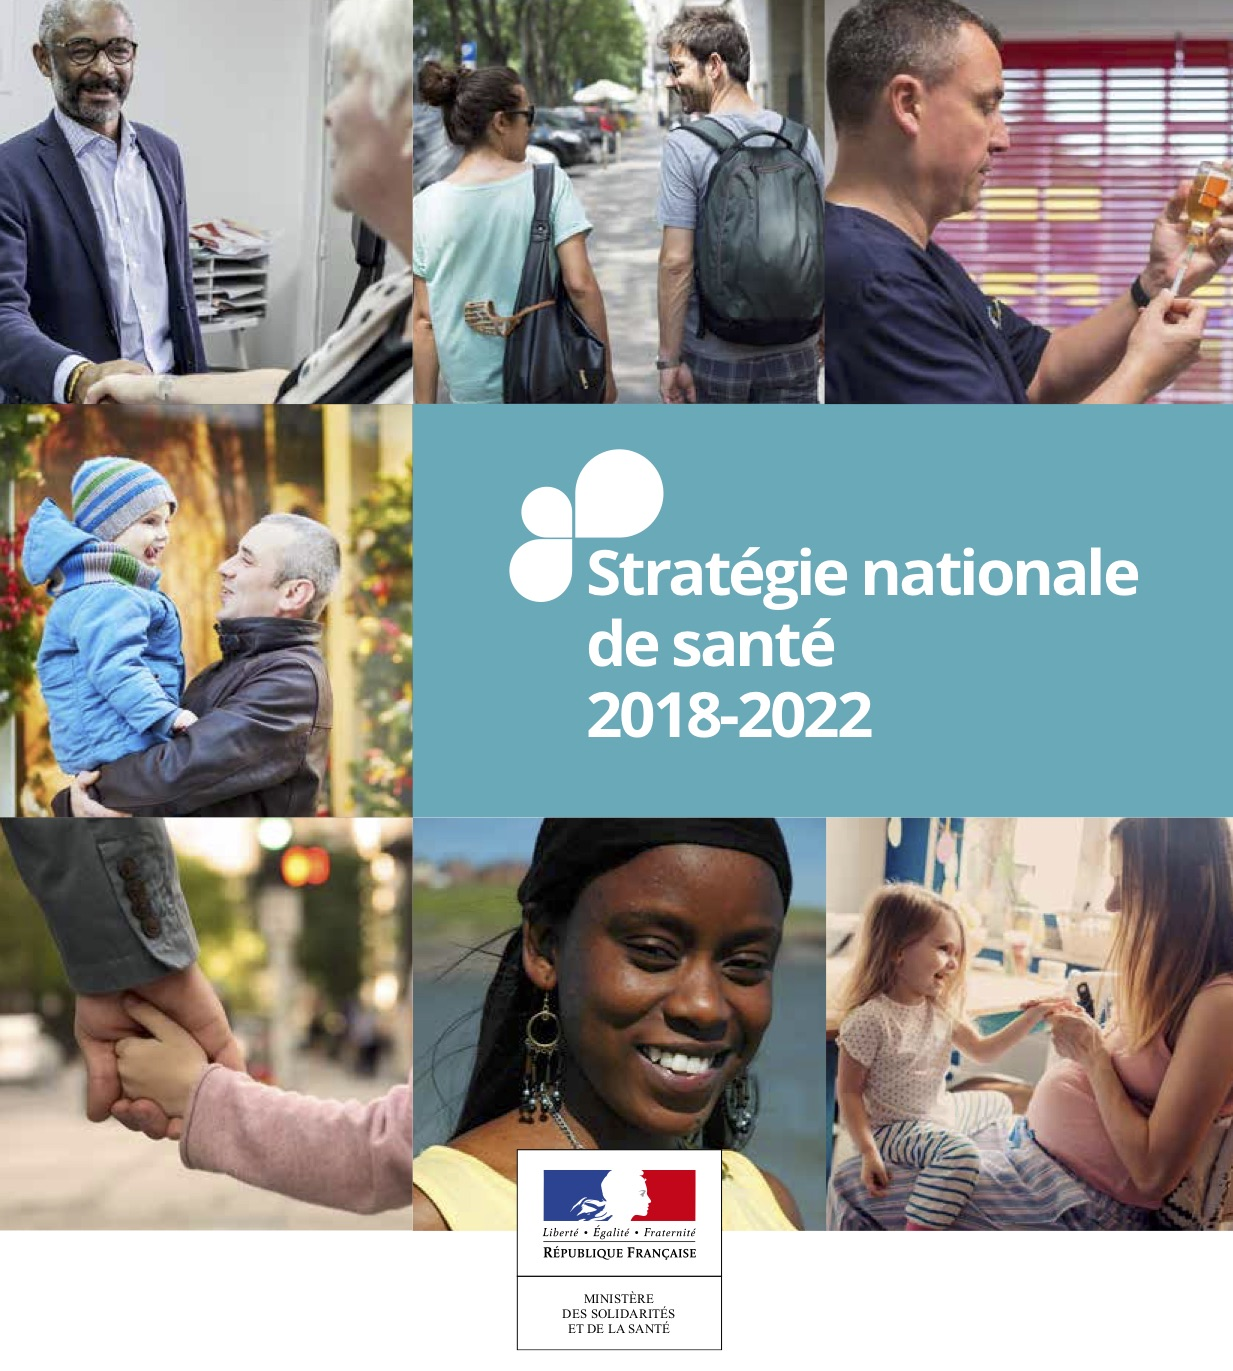 Stratégie nationale
de santé
2018-2022
Liberté • Égalité • Fraternité
RÉPUBLIQUE FRANÇAISE
MINISTÈRE
DES SOLIDARITÉS
ET DE LA SANTÉ